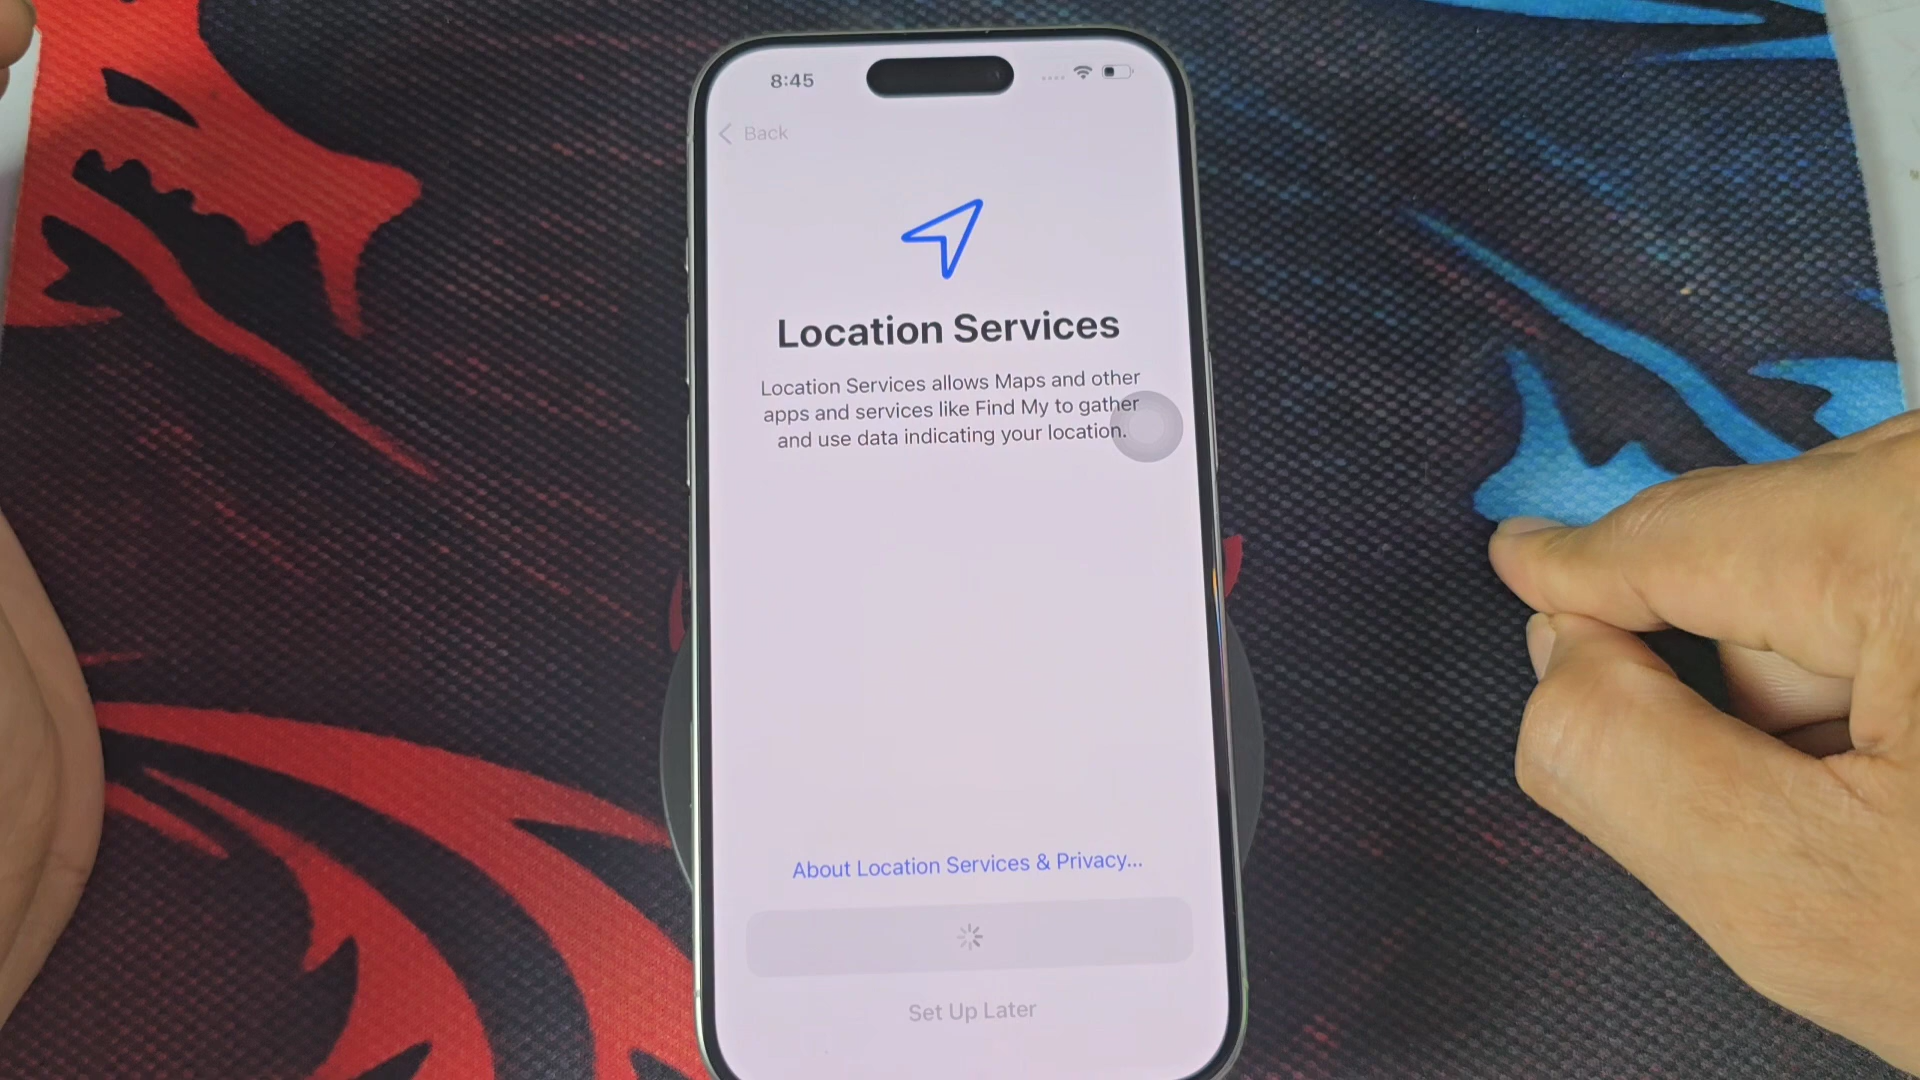 8:45
Back
Location Services
Location Services allows Maps and other
apps and services like Find My to gather
and use data indicating your location.
About Location Services & Privacy...
Set Up Later